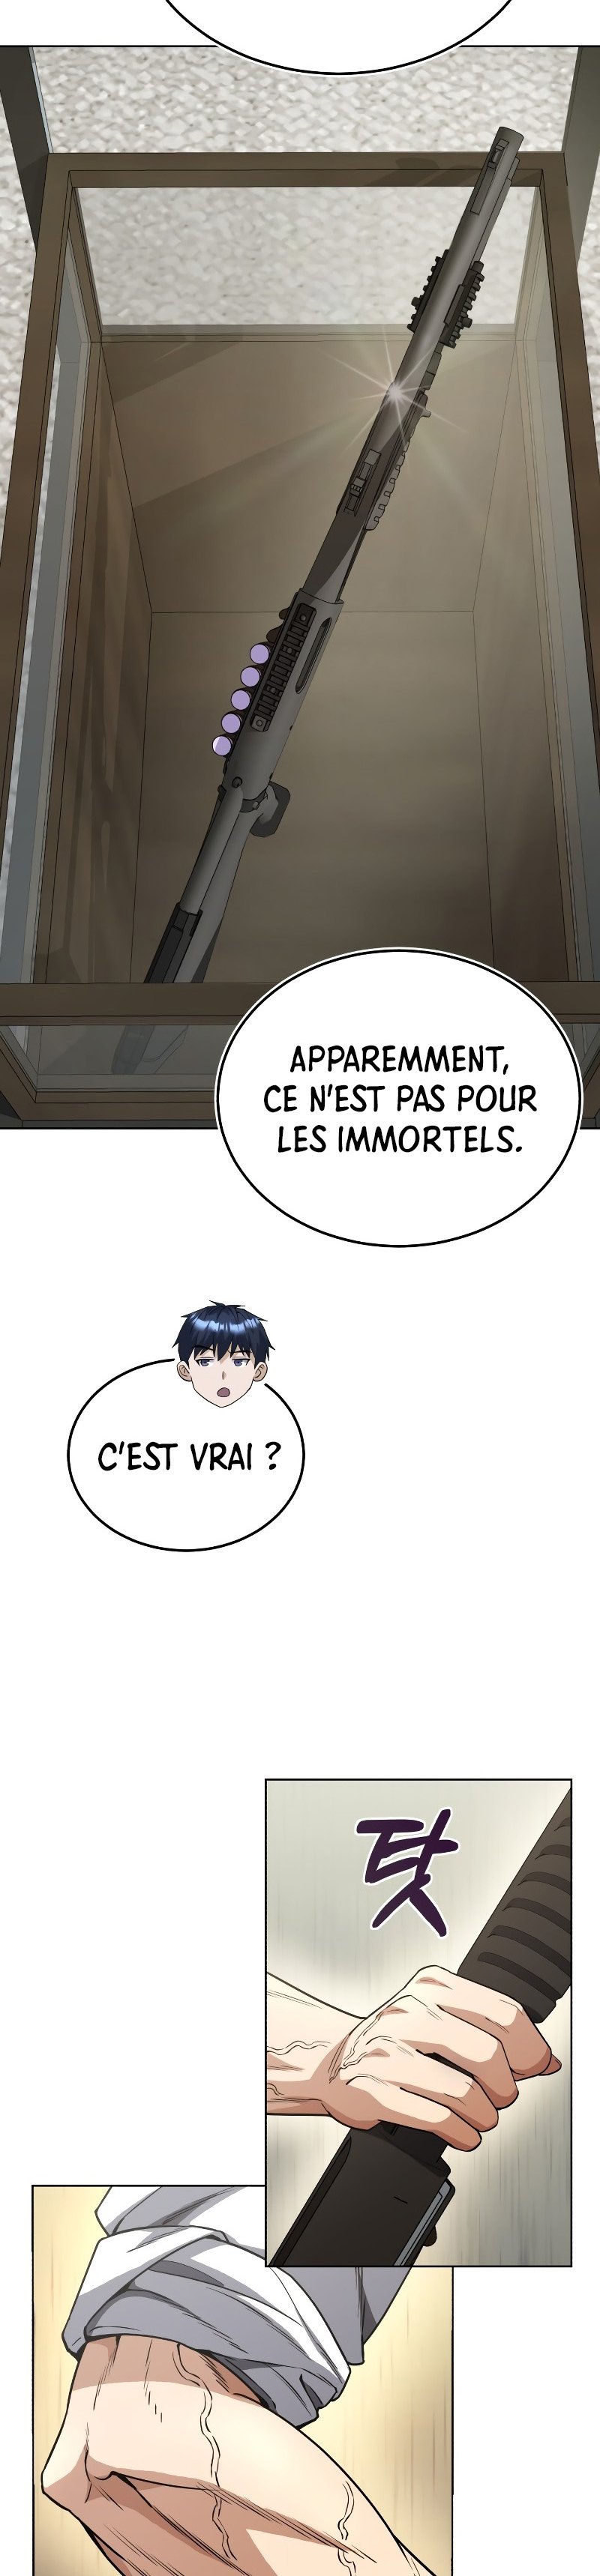 APPAREMMENT,
CE N'EST PAS POUR
LES IMMORTELS.
C'EST VRAI ?
탓